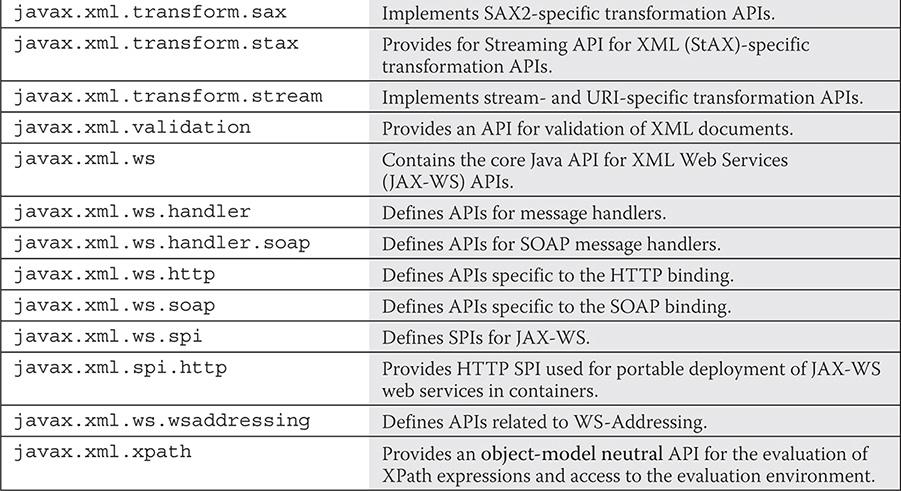 javax.xml.transform.sax Implements SAX2-specific transformation APIs.
javax.xml.transform.stax Provides for Streaming API for XML (StAX)-specific
transformation APIs.
javax.xml.transform.stream Implements stream- and URI-specific transformation APIs.
javax.xml.validation Provides an API for validation of XML documents.
javax.xml.ws Contains the core Java API for XML Web Services
(JAX-WS) APIs.
javax.xml.ws.handler Defines APIs for message handlers.
javax.xml.ws.handler.soap Defines APIs for SOAP message handlers.
javax.xml.ws.http Defines APIs specific to the HTTP binding.
javax.xml.ws.soap Defines APIs specific to the SOAP binding.
javax.xml.ws.spi Defines SPIs for JAX-WS.
javax.xml.spi.http Provides HTTP SPI used for portable deployment of JAX-WS
web services in containers.
javax.xml.ws.wsaddressing Defines APIs related to WS-Addressing.
javax.xml.xpath Provides an object-model neutral API for the evaluation of
XPath expressions and access to the evaluation environment.